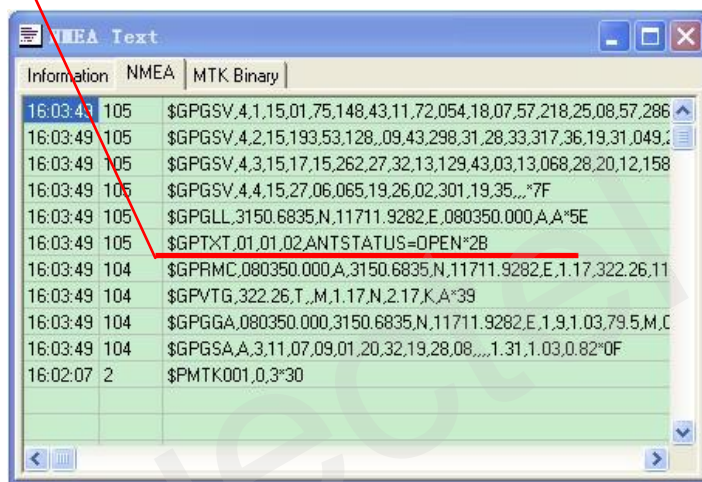 NMEA Text
Information NMEA MTK Binary
16:03:49 105 $GPGSV,4,1,15,01,75,148,43,11,72,054,18,07,57,218,25,08,57,286
16:03:49 105 $GPGSV,4,2,15,193,53,128,,09,43,298,31,28,33,317,36,19,31,049,
16:03:49 105 $GPGSV,4,3,15,17,15,262,27,32,13,129,43,03,13,068,28,20,12,158
16:03:49 105 $GPGSV,4,4,15,27,06,065,19,26,02,301,19,35,,,*7F
16:03:49 105 $GPGLL,3150.6835,N,11711.9282,E,080350.000,A,A*5E
16:03:49 105 $GPTXT,01,01,02,ANTSTATUS=OPEN*2B
16:03:49 104 $GPRMC,080350.000,A,3150.6835,N,11711.9282,E,1.17,322.26,11
16:03:49 104 $GPVTG,322.26,T,,M,1.17,N,2.17,K,A*39
16:03:49 104 $GPGGA,080350.000,3150.6835,N,11711.9282,E,1,9,1.03,79.5,M,
16:03:49 104 $GPGSA,A,3,11,07,09,01,20,32,19,28,08,,,,1.31,1.03,0.82*0F
16:02:07 2 $PMTK001,0,3*30